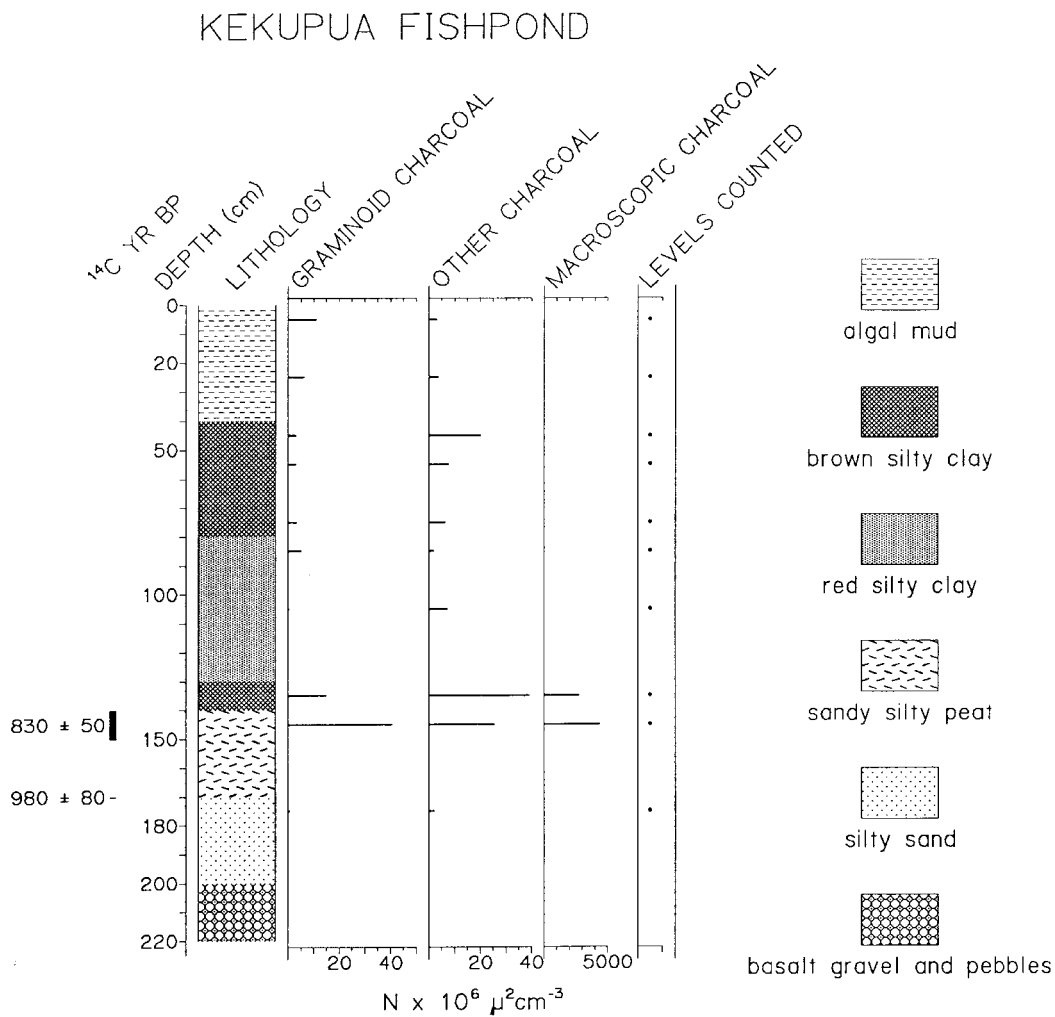 KEKUPUA FISHPOND
¹⁴C YR BP
DEPTH (cm)
LITHOLOGY
GRAMINOID CHARCOAL
OTHER CHARCOAL
MACROSCOPIC CHARCOAL
LEVELS COUNTED
0
20
50
100
150
180
200
220
830 ± 50
980 ± 80
20 40
20 40
5000
N x 10⁶ μ²cm⁻³
algal mud
brown silty clay
red silty clay
sandy silty peat
silty sand
basalt gravel and pebbles